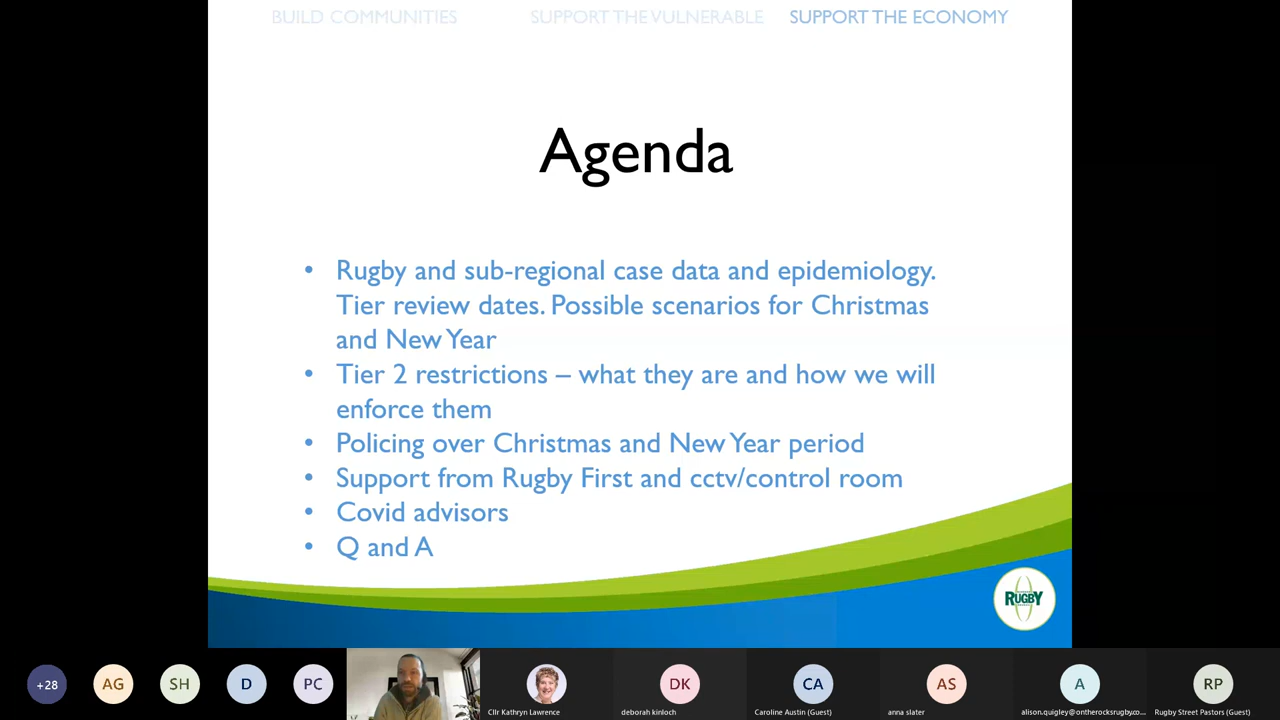 BUILD COMMUNITIES SUPPORT THE VULNERABLE SUPPORT THE ECONOMY
Agenda
• Rugby and sub-regional case data and epidemiology.
Tier review dates. Possible scenarios for Christmas
and New Year
• Tier 2 restrictions – what they are and how we will
enforce them
• Policing over Christmas and New Year period
• Support from Rugby First and cctv/control room
• Covid advisors
• Q and A
RUGBY
+28 AG SH D PC DK CA AS A RP
Cllr Kathryn Lawrence deborah kinloch Caroline Austin (Guest) anna slater alison.quigley@ontherocksrugby.co... Rugby Street Pastors (Guest)